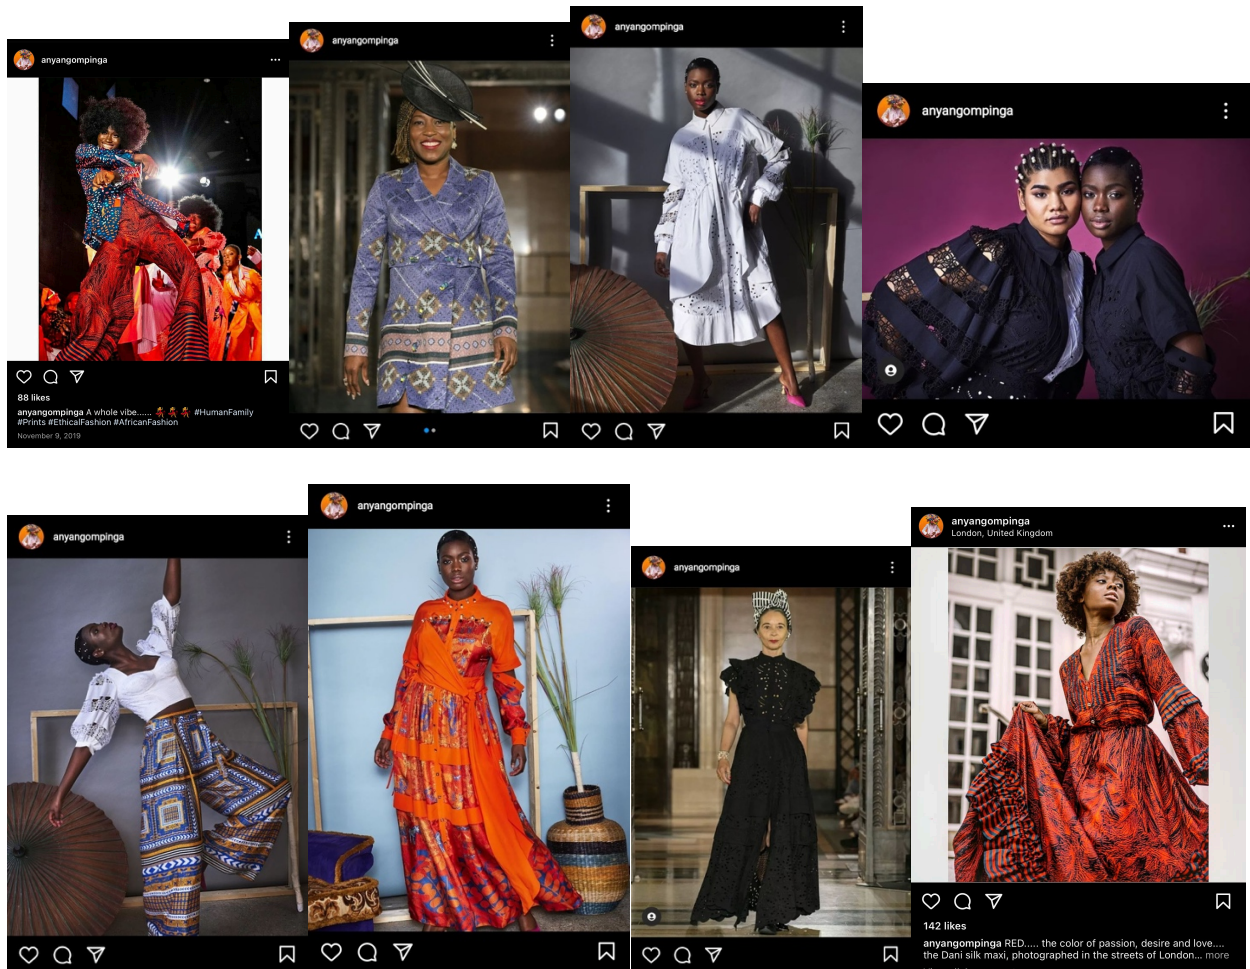 anyangompinga
anyangompinga
anyangompinga
anyangompinga
88 likes
anyangompinga A whole vibe...... 💃 💃 💃 #HumanFamily
#Prints #EthicalFashion #AfricanFashion
November 9, 2019
anyangompinga
anyangompinga
anyangompinga
anyangompinga
London, United Kingdom
142 likes
anyangompinga RED..... the color of passion, desire and love....
the Dani silk maxi, photographed in the streets of London... more